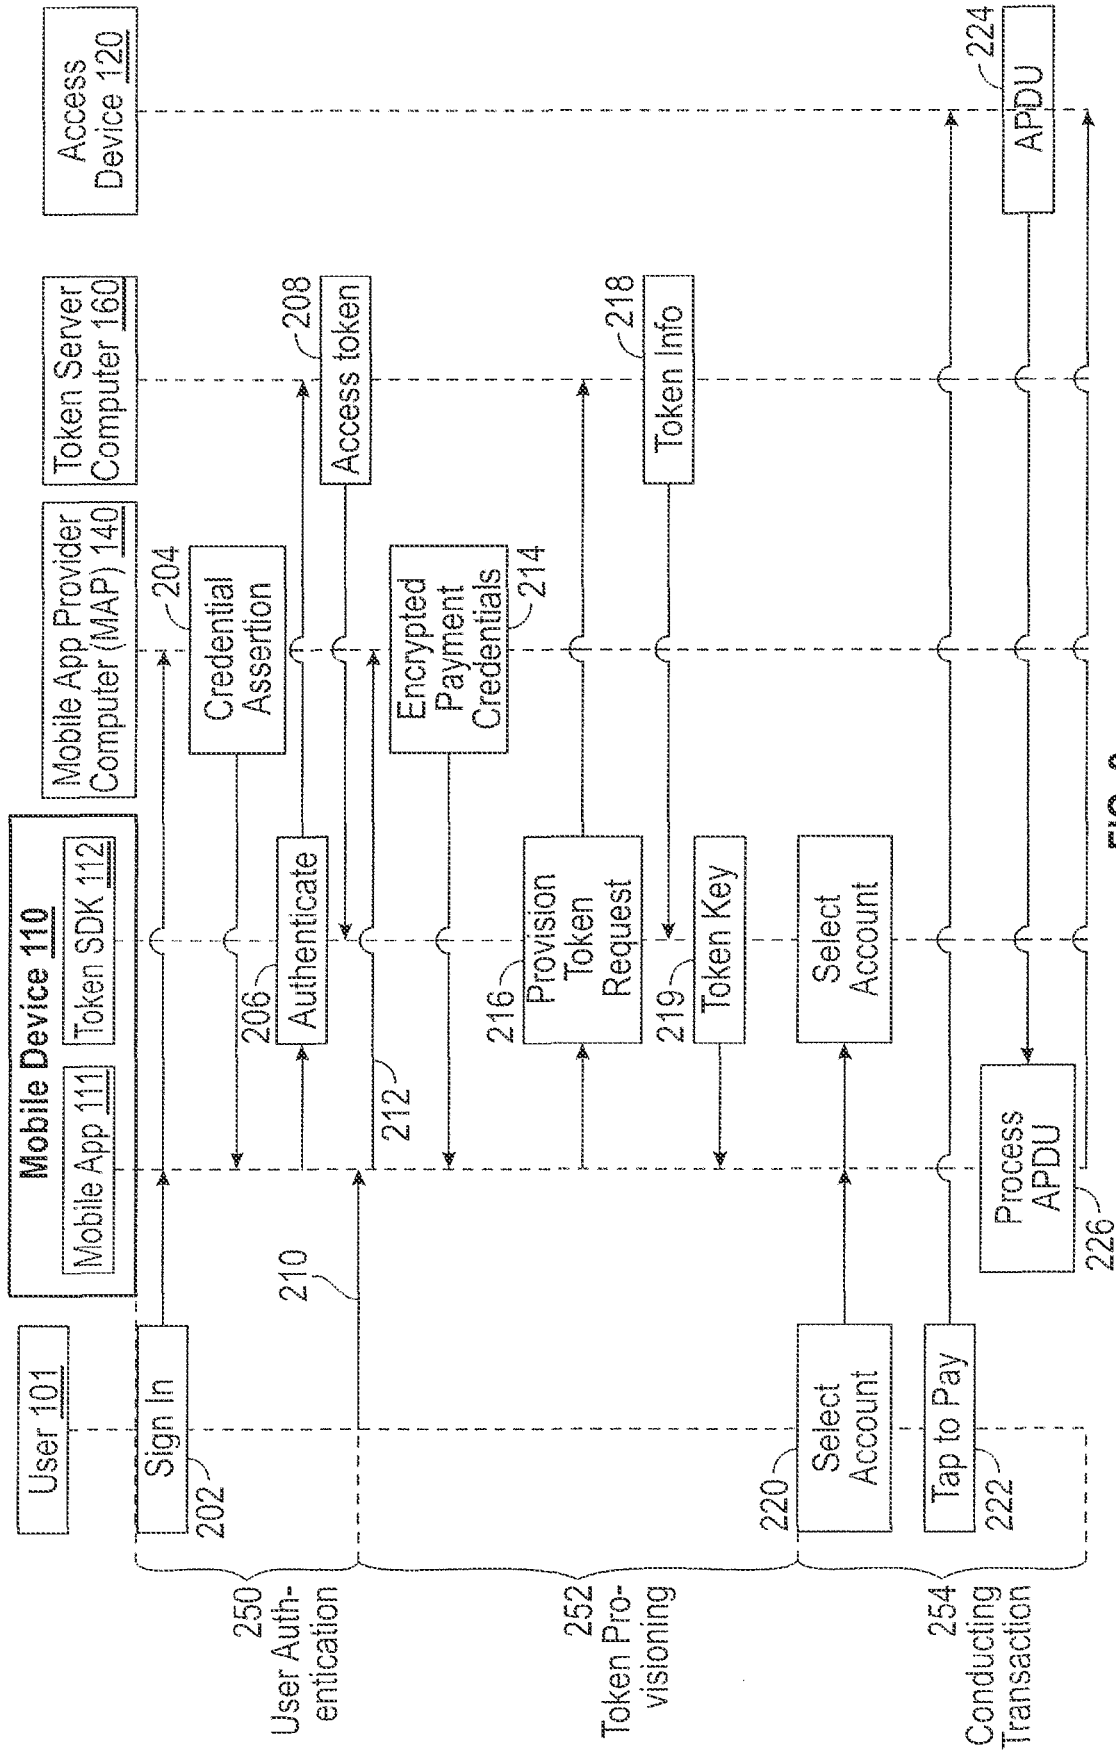 User 101
Mobile Device 110
Mobile App 111
Token SDK 112
Mobile App Provider
Computer (MAP) 140
Token Server
Computer 160
Access
Device 120
250
User Auth-
entication
Sign In
202
204
Credential
Assertion
206
Authenticate
208
Access token
252
Token Pro-
visioning
210
212
Encrypted
Payment
Credentials
214
216
Provision
Token
Request
218
Token Info
219
Token Key
254
Conducting
Transaction
220
Select
Account
Select
Account
Tap to Pay
222
224
APDU
Process
APDU
226